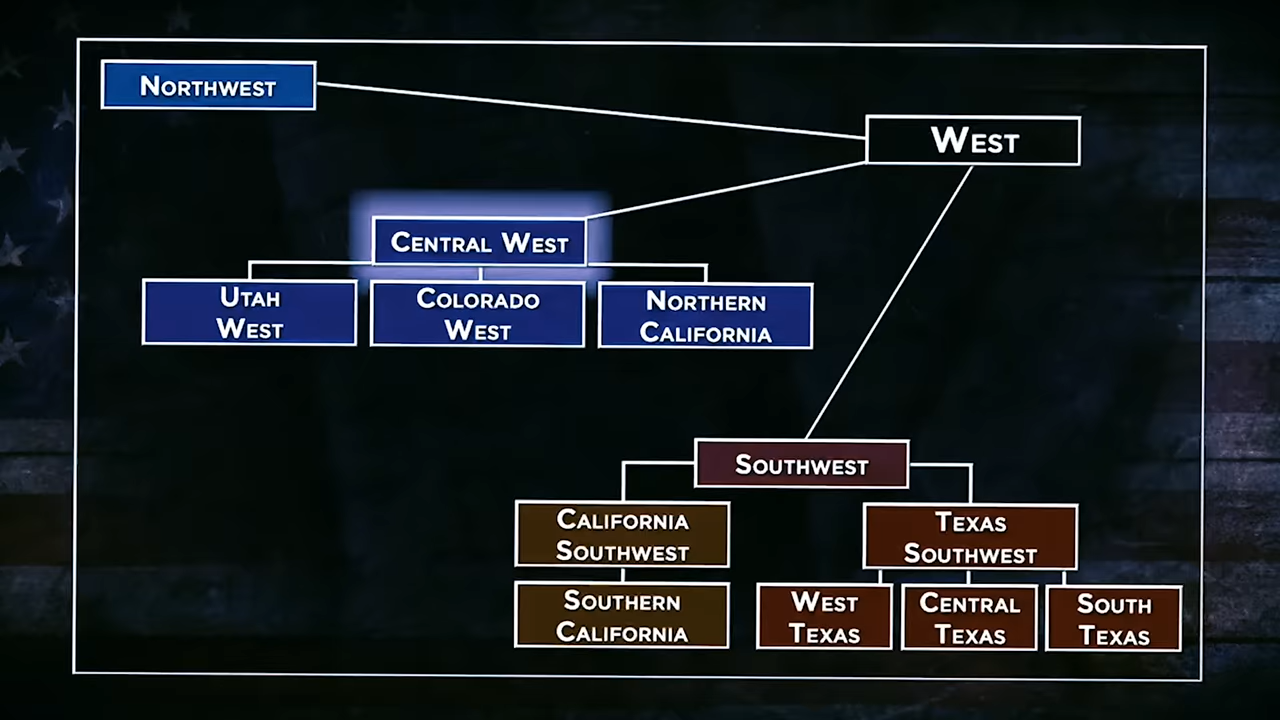 Northwest
West
Central West
Utah
West
Colorado
West
Northern
California
Southwest
California
Southwest
Texas
Southwest
Southern
California
West
Texas
Central
Texas
South
Texas